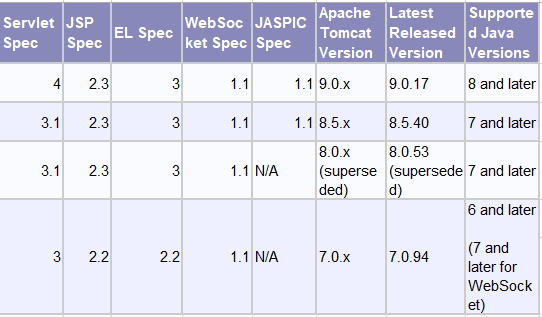 Servlet Spec JSP Spec EL Spec WebSocket Spec JASPIC Spec Apache Tomcat Version Latest Released Version Supported Java Versions
4 2.3 3 1.1 1.1 9.0.x 9.0.17 8 and later
3.1 2.3 3 1.1 1.1 8.5.x 8.5.40 7 and later
3.1 2.3 3 1.1 N/A 8.0.x (superseded) 8.0.53 (superseded) 7 and later
3 2.2 2.2 1.1 N/A 7.0.x 7.0.94 6 and later (7 and later for WebSocket)